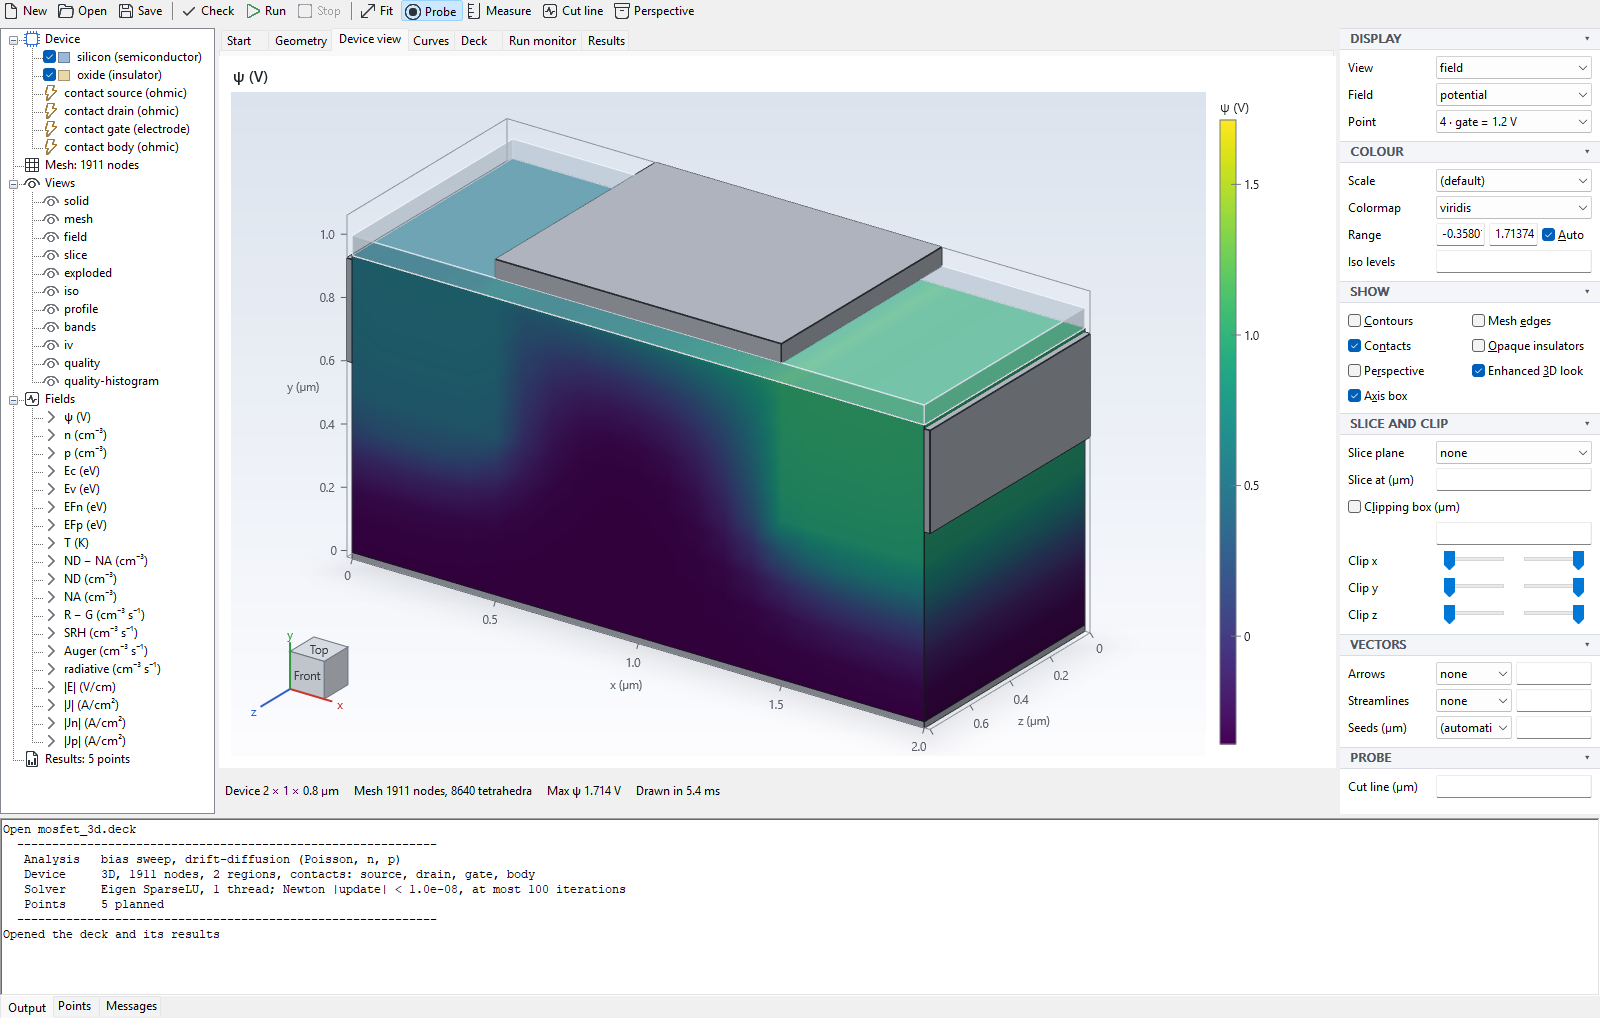 New Open Save Check Run Stop Fit Probe Measure Cut line Perspective
Device
silicon (semiconductor)
oxide (insulator)
contact source (ohmic)
contact drain (ohmic)
contact gate (electrode)
contact body (ohmic)
Mesh: 1911 nodes
Views
solid
mesh
field
slice
exploded
iso
profile
bands
iv
quality
quality-histogram
Fields
ψ (V)
n (cm⁻³)
p (cm⁻³)
Ec (eV)
Ev (eV)
EFn (eV)
EFp (eV)
T (K)
ND − NA (cm⁻³)
ND (cm⁻³)
NA (cm⁻³)
R − G (cm⁻³ s⁻¹)
SRH (cm⁻³ s⁻¹)
Auger (cm⁻³ s⁻¹)
radiative (cm⁻³ s⁻¹)
|E| (V/cm)
|J| (A/cm²)
|Jn| (A/cm²)
|Jp| (A/cm²)
Results: 5 points
Start Geometry Device view Curves Deck Run monitor Results
ψ (V)
1.0
0.8
0.6
y (µm)
0.4
0.2
0
0
0.5
1.0
x (µm)
1.5
2.0
0.6
z (µm)
0.4
0.2
0
y
Top
Front
z
x
ψ (V)
1.5
1.0
0.5
0
Device 2 × 1 × 0.8 µm Mesh 1911 nodes, 8640 tetrahedra Max ψ 1.714 V Drawn in 5.4 ms
DISPLAY
View field
Field potential
Point 4 · gate = 1.2 V
COLOUR
Scale (default)
Colormap viridis
Range -0.3580 1.71374 Auto
Iso levels
SHOW
Contours Mesh edges
Contacts Opaque insulators
Perspective Enhanced 3D look
Axis box
SLICE AND CLIP
Slice plane none
Slice at (µm)
Clipping box (µm)
Clip x
Clip y
Clip z
VECTORS
Arrows none
Streamlines none
Seeds (µm) (automati
PROBE
Cut line (µm)
Open mosfet_3d.deck
------------------------------------------------------------
Analysis bias sweep, drift-diffusion (Poisson, n, p)
Device 3D, 1911 nodes, 2 regions, contacts: source, drain, gate, body
Solver Eigen SparseLU, 1 thread; Newton |update| < 1.0e-08, at most 100 iterations
Points 5 planned
------------------------------------------------------------
Opened the deck and its results
Output Points Messages